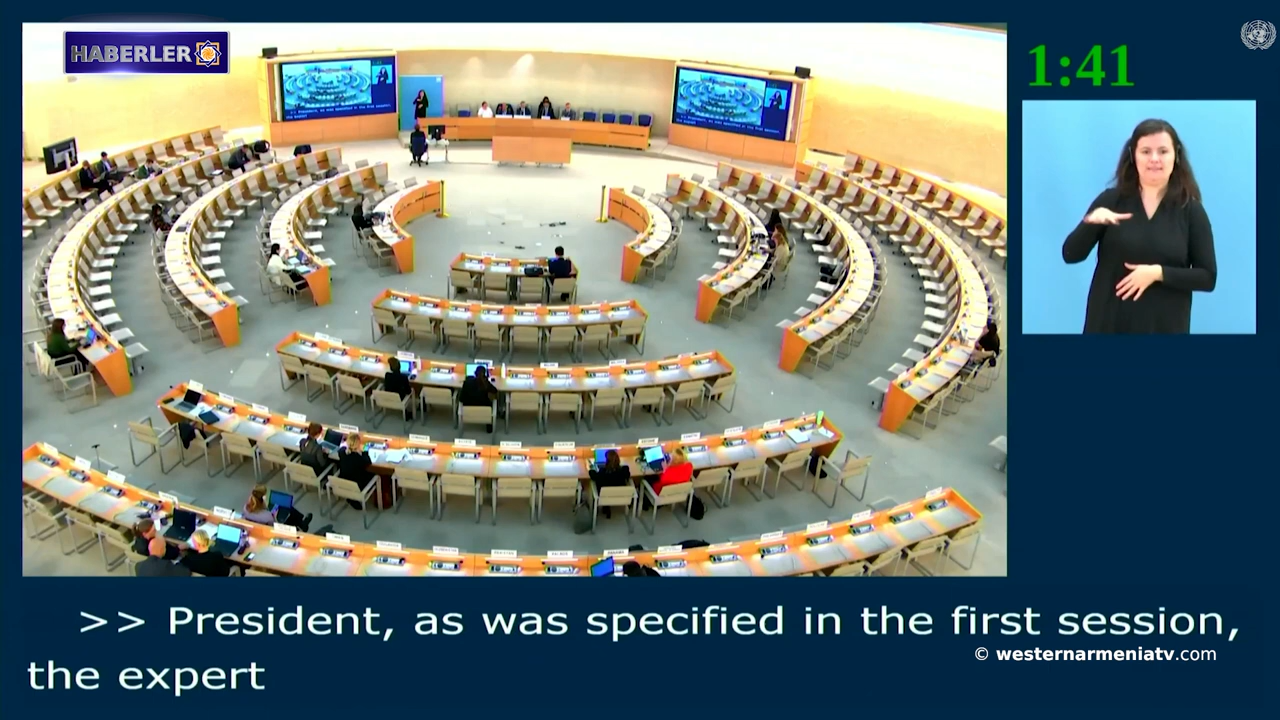 HABERLER
1:41
>> President, as was specified in the first session,
the expert
© westernarmeniatv.com